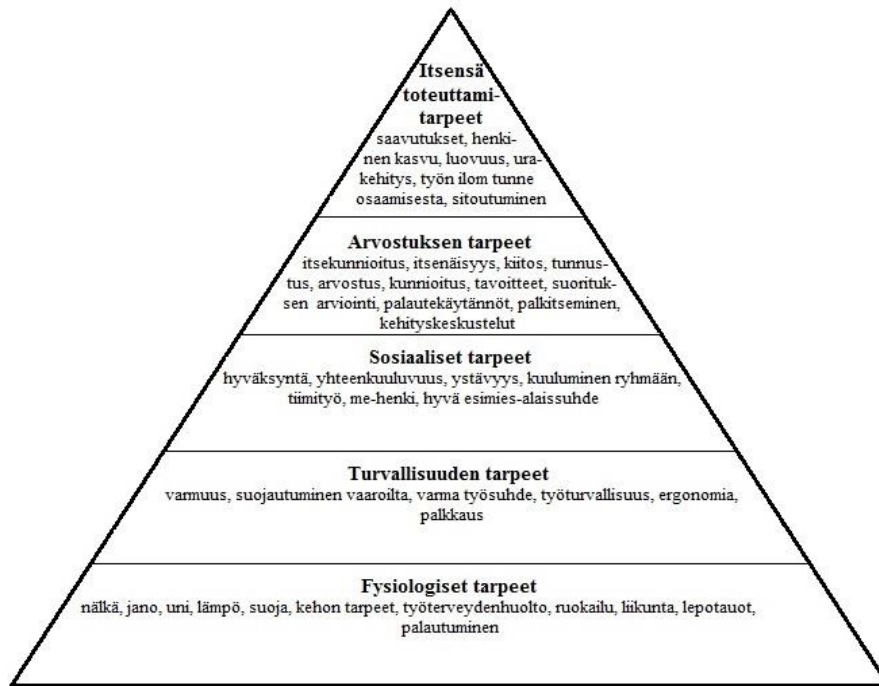 Itsensä
toteuttami-
tarpeet
saavutukset, henki-
nen kasvu, luovuus, ura-
kehitys, työn ilom tunne
osaamisesta, sitoutuminen
Arvostuksen tarpeet
itsekunnioitus, itsenäisyys, kiitos, tunnus-
tus, arvostus, kunnioitus, tavoitteet, suorituk-
sen arviointi, palautekäytännöt, palkitseminen,
kehityskeskustelut
Sosiaaliset tarpeet
hyväksyntä, yhteenkuuluvuus, ystävyys, kuuluminen ryhmään,
tiimityö, me-henki, hyvä esimies-alaissuhde
Turvallisuuden tarpeet
varmuus, suojautuminen vaaroilta, varma työsuhde, työturvallisuus, ergonomia,
palkkaus
Fysiologiset tarpeet
nälkä, jano, uni, lämpö, suoja, kehon tarpeet, työterveydenhuolto, ruokailu, liikunta, lepotauot,
palautuminen